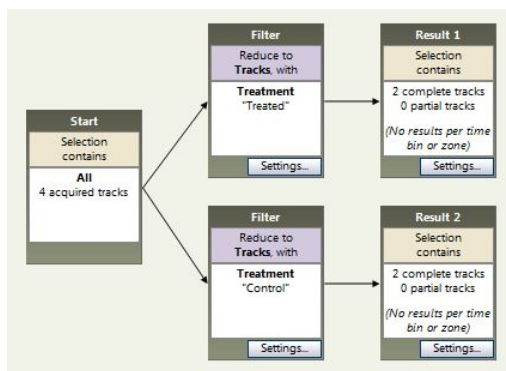 Start
Selection
contains
All
4 acquired tracks
Filter
Reduce to
Tracks, with
Treatment
"Treated"
Settings...
Result 1
Selection
contains
2 complete tracks
0 partial tracks
(No results per time
bin or zone)
Settings...
Filter
Reduce to
Tracks, with
Treatment
"Control"
Settings...
Result 2
Selection
contains
2 complete tracks
0 partial tracks
(No results per time
bin or zone)
Settings...